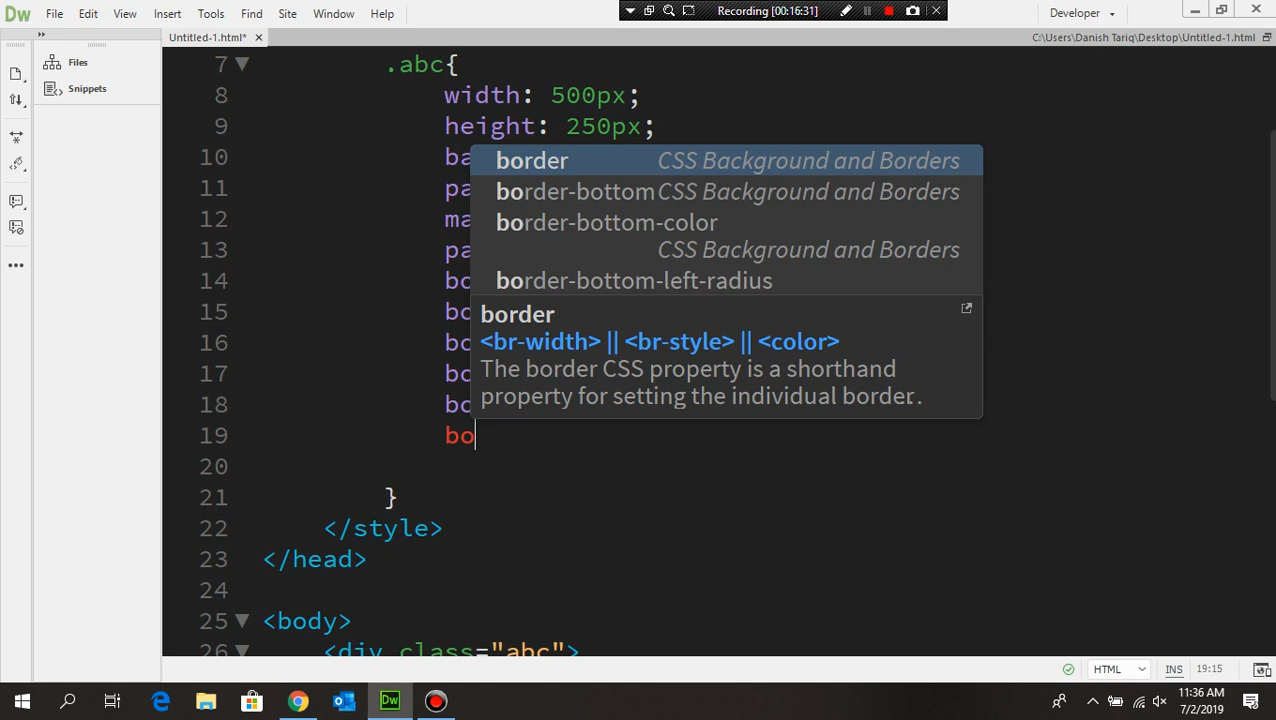 Dw File Edit View Insert Tools Find Site Window Help Recording [00:16:31] Developer
Untitled-1.html* C:\Users\Danish Tariq\Desktop\Untitled-1.html
Files
Snippets
7 .abc{
8 width: 500px;
9 height: 250px;
10 ba
11 pa
12 ma
13 pa
14 bo
15 bo
16 bo
17 bo
18 bo
19 bo
20
21 }
22 </style>
23 </head>
24
25 <body>
26 <div class="abc">
border CSS Background and Borders
border-bottom CSS Background and Borders
border-bottom-color
CSS Background and Borders
border-bottom-left-radius
border
<br-width> || <br-style> || <color>
The border CSS property is a shorthand
property for setting the individual border.
HTML INS 19:15
Dw 11:36 AM
7/2/2019